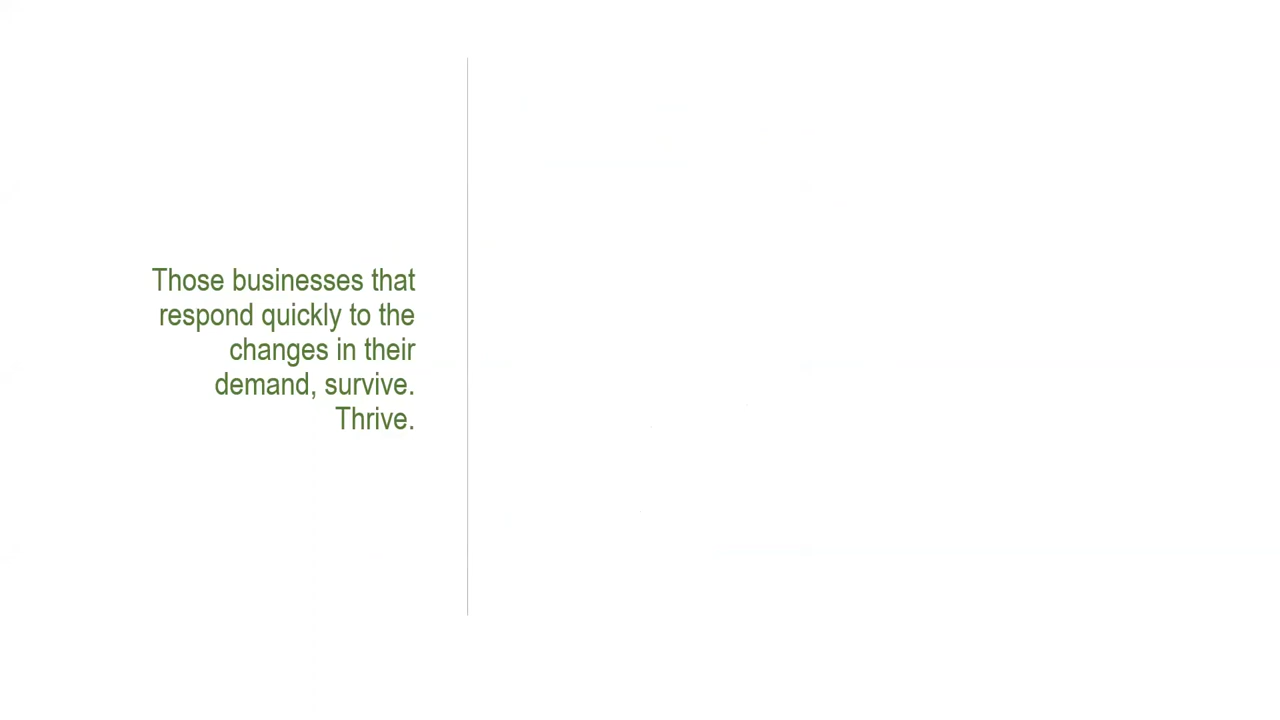 Those businesses that
respond quickly to the
changes in their
demand, survive.
Thrive.